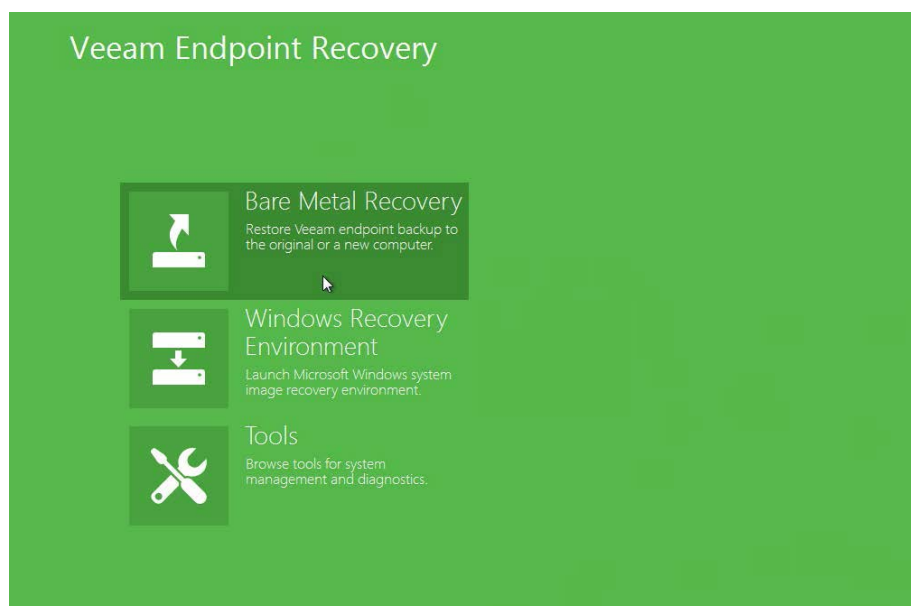 Veeam Endpoint Recovery
Bare Metal Recovery
Restore Veeam endpoint backup to
the original or a new computer.
Windows Recovery
Environment
Launch Microsoft Windows system
image recovery environment.
Tools
Browse tools for system
management and diagnostics.